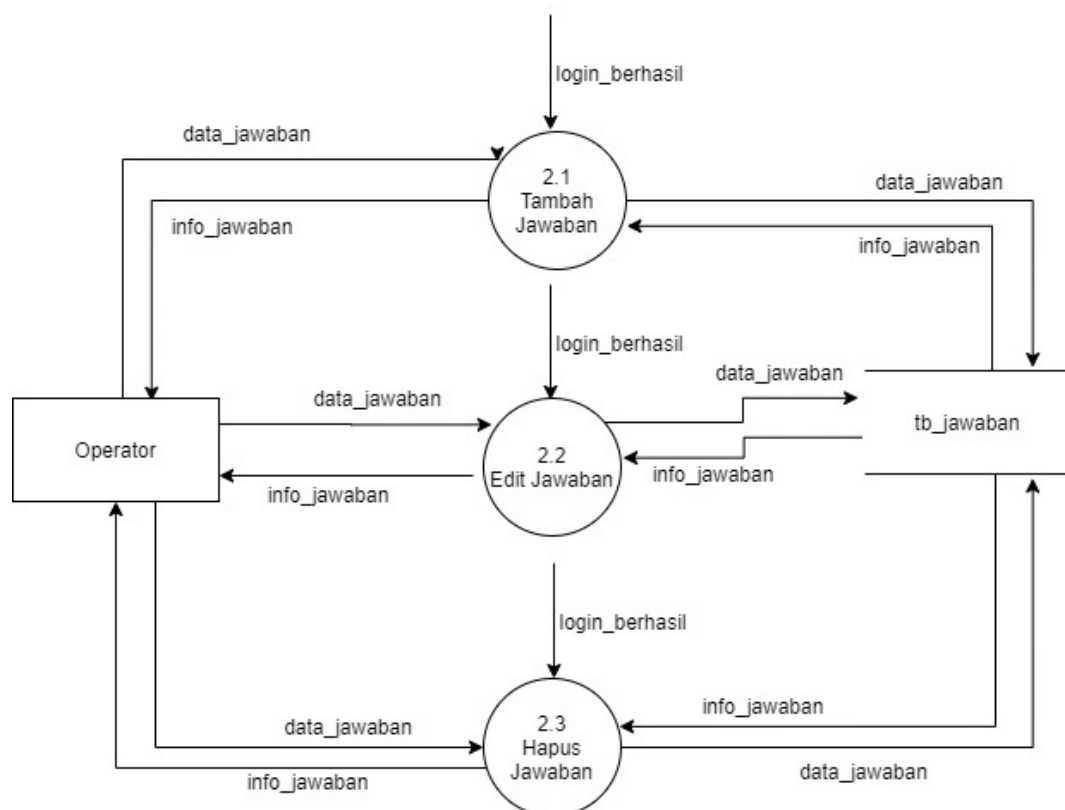 login_berhasil
data_jawaban
2.1
Tambah
Jawaban
data_jawaban
info_jawaban
info_jawaban
login_berhasil
data_jawaban
data_jawaban
Operator
2.2
Edit Jawaban
tb_jawaban
info_jawaban
info_jawaban
login_berhasil
info_jawaban
data_jawaban
2.3
Hapus
Jawaban
data_jawaban
info_jawaban